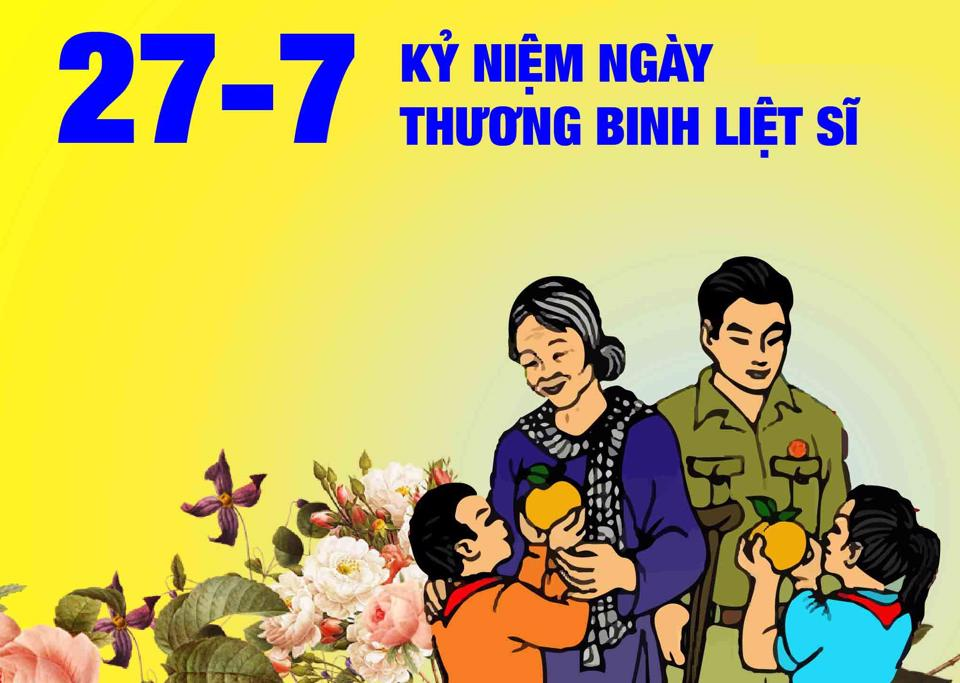 27-7
KỶ NIỆM NGÀY
THƯƠNG BINH LIỆT SĨ